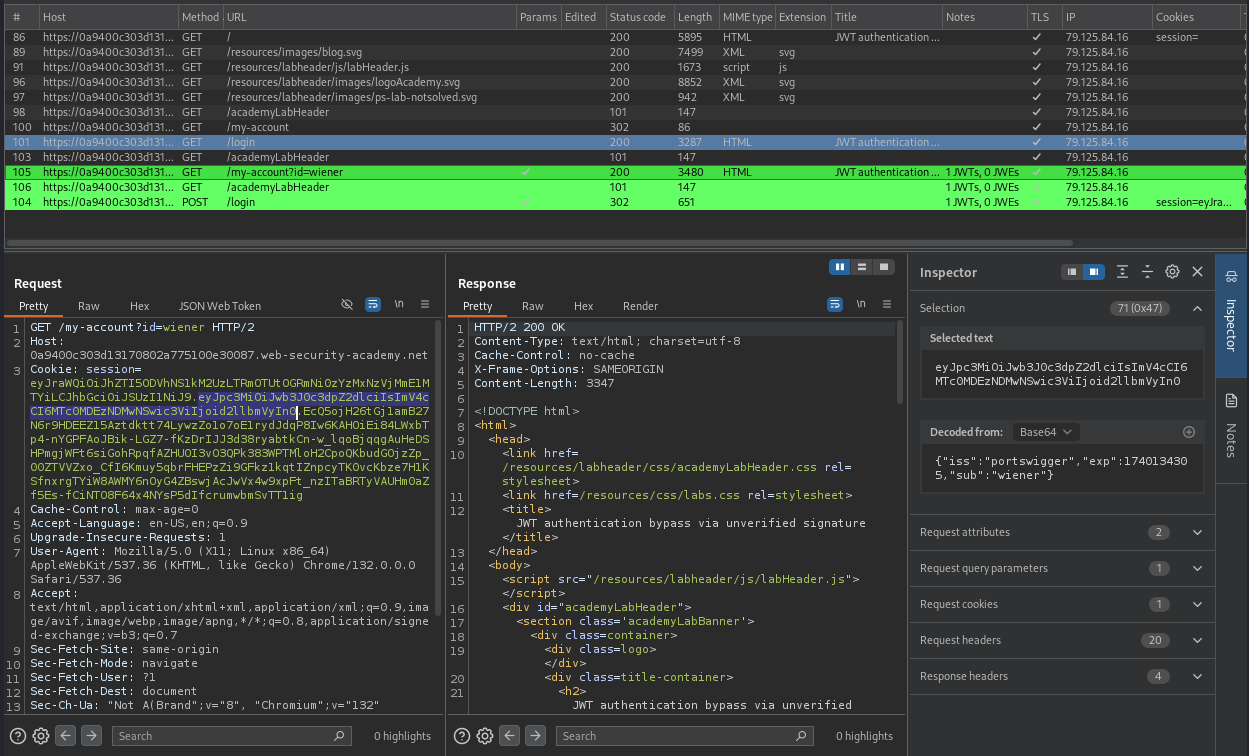 # Host Method URL Params Edited Status code Length MIME type Extension Title Notes TLS IP Cookies
86 https://0a9400c303d131... GET / 200 5895 HTML JWT authentication ... ✓ 79.125.84.16 session=
89 https://0a9400c303d131... GET /resources/images/blog.svg 200 7499 XML svg ✓ 79.125.84.16
91 https://0a9400c303d131... GET /resources/labheader/js/labHeader.js 200 1673 script js ✓ 79.125.84.16
96 https://0a9400c303d131... GET /resources/labheader/images/logoAcademy.svg 200 8852 XML svg ✓ 79.125.84.16
97 https://0a9400c303d131... GET /resources/labheader/images/ps-lab-notsolved.svg 200 942 XML svg ✓ 79.125.84.16
98 https://0a9400c303d131... GET /academyLabHeader 101 147 ✓ 79.125.84.16
100 https://0a9400c303d131... GET /my-account 302 86 ✓ 79.125.84.16
101 https://0a9400c303d131... GET /login 200 3287 HTML JWT authentication ... ✓ 79.125.84.16
103 https://0a9400c303d131... GET /academyLabHeader 101 147 ✓ 79.125.84.16
105 https://0a9400c303d131... GET /my-account?id=wiener ✓ 200 3480 HTML JWT authentication ... 1 JWTs, 0 JWEs ✓ 79.125.84.16
106 https://0a9400c303d131... GET /academyLabHeader 101 147 1 JWTs, 0 JWEs ✓ 79.125.84.16
104 https://0a9400c303d131... POST /login ✓ 302 651 1 JWTs, 0 JWEs ✓ 79.125.84.16 session=eyJra...
Request
Pretty Raw Hex JSON Web Token \n
1 GET /my-account?id=wiener HTTP/2
2 Host:
0a9400c303d13170802a775100e30087.web-security-academy.net
3 Cookie: session=
eyJraWQiOiJhZTI5ODVhNS1kM2UzLTRmOTUtOGRmNi0zYzMxNzVjMmE1M
TYiLCJhbGciOiJSUzI1NiJ9.eyJpc3MiOiJwb3J0c3dpZ2dlciIsImV4c
CI6MTc0MDEzNDMwNSwic3ViIjoid2llbmVyIn0.EcQ5ojH26tGj1amB27
N6r9HDEEZ15Aztdktt74LywzZo1o7oE1rydJdqP8Iw6KAHOiEi84LWxbT
p4-nYGPFAoJBik-LGZ7-fKzDrIJJ3d38ryabtkCn-w_lqoBjqqgAuHeDS
HPmgjWFt6siGohRpqfAZHUOI3vO3QPk383WPTMloH2CpoQKbudGOjzZp_
0OZTVVZxo_CfI6Kmuy5qbrFHEPzZi9GFkz1kqtIZnpcyTKOvcKbze7H1K
SfnxrgTYiW8AWMY6nOyG4ZBswjAcJwVx4w9xpFt_nzITaBRTyVAUHmOaZ
f5Es-fCiNTO8F64x4NYsP5dIfcrumwbmSvTT1ig
4 Cache-Control: max-age=0
5 Accept-Language: en-US,en;q=0.9
6 Upgrade-Insecure-Requests: 1
7 User-Agent: Mozilla/5.0 (X11; Linux x86_64)
AppleWebKit/537.36 (KHTML, like Gecko) Chrome/132.0.0.0
Safari/537.36
8 Accept:
text/html,application/xhtml+xml,application/xml;q=0.9,ima
ge/avif,image/webp,image/apng,*/*;q=0.8,application/signe
d-exchange;v=b3;q=0.7
9 Sec-Fetch-Site: same-origin
10 Sec-Fetch-Mode: navigate
11 Sec-Fetch-User: ?1
12 Sec-Fetch-Dest: document
13 Sec-Ch-Ua: "Not A(Brand";v="8", "Chromium";v="132"
Search 0 highlights
Response
Pretty Raw Hex Render \n
1 HTTP/2 200 OK
2 Content-Type: text/html; charset=utf-8
3 Cache-Control: no-cache
4 X-Frame-Options: SAMEORIGIN
5 Content-Length: 3347
6
7 <!DOCTYPE html>
8 <html>
9 <head>
10 <link href=
/resources/labheader/css/academyLabHeader.css rel=
stylesheet>
11 <link href=/resources/css/labs.css rel=stylesheet>
12 <title>
JWT authentication bypass via unverified signature
</title>
13 </head>
14 <body>
15 <script src="/resources/labheader/js/labHeader.js">
</script>
16 <div id="academyLabHeader">
17 <section class='academyLabBanner'>
18 <div class=container>
19 <div class=logo>
</div>
20 <div class=title-container>
21 <h2>
JWT authentication bypass via unverified
Search 0 highlights
Inspector
Selection 71 (0x47)
Selected text
eyJpc3MiOiJwb3J0c3dpZ2dlciIsImV4cCI6
MTc0MDEzNDMwNSwic3ViIjoid2llbmVyIn0
Decoded from: Base64
{"iss":"portswigger","exp":174013430
5,"sub":"wiener"}
Request attributes 2
Request query parameters 1
Request cookies 1
Request headers 20
Response headers 4
Inspector
Notes